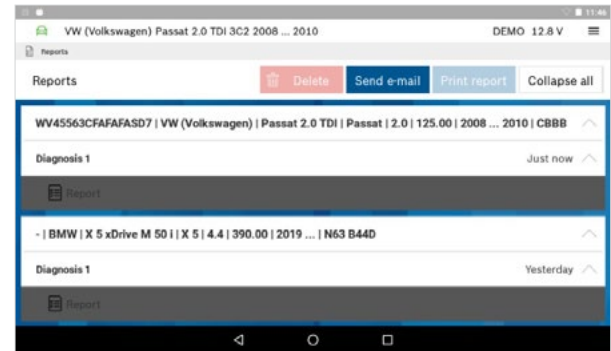 11:46
VW (Volkswagen) Passat 2.0 TDI 3C2 2008 ... 2010 DEMO 12.8 V
Reports
Reports Delete Send e-mail Print report Collapse all
WV45563CFAFAFASD7 | VW (Volkswagen) | Passat 2.0 TDI | Passat | 2.0 | 125.00 | 2008 ... 2010 | CBBB
Diagnosis 1 Just now
Report
- | BMW | X 5 xDrive M 50 i | X 5 | 4.4 | 390.00 | 2019 ... | N63 B44D
Diagnosis 1 Yesterday
Report